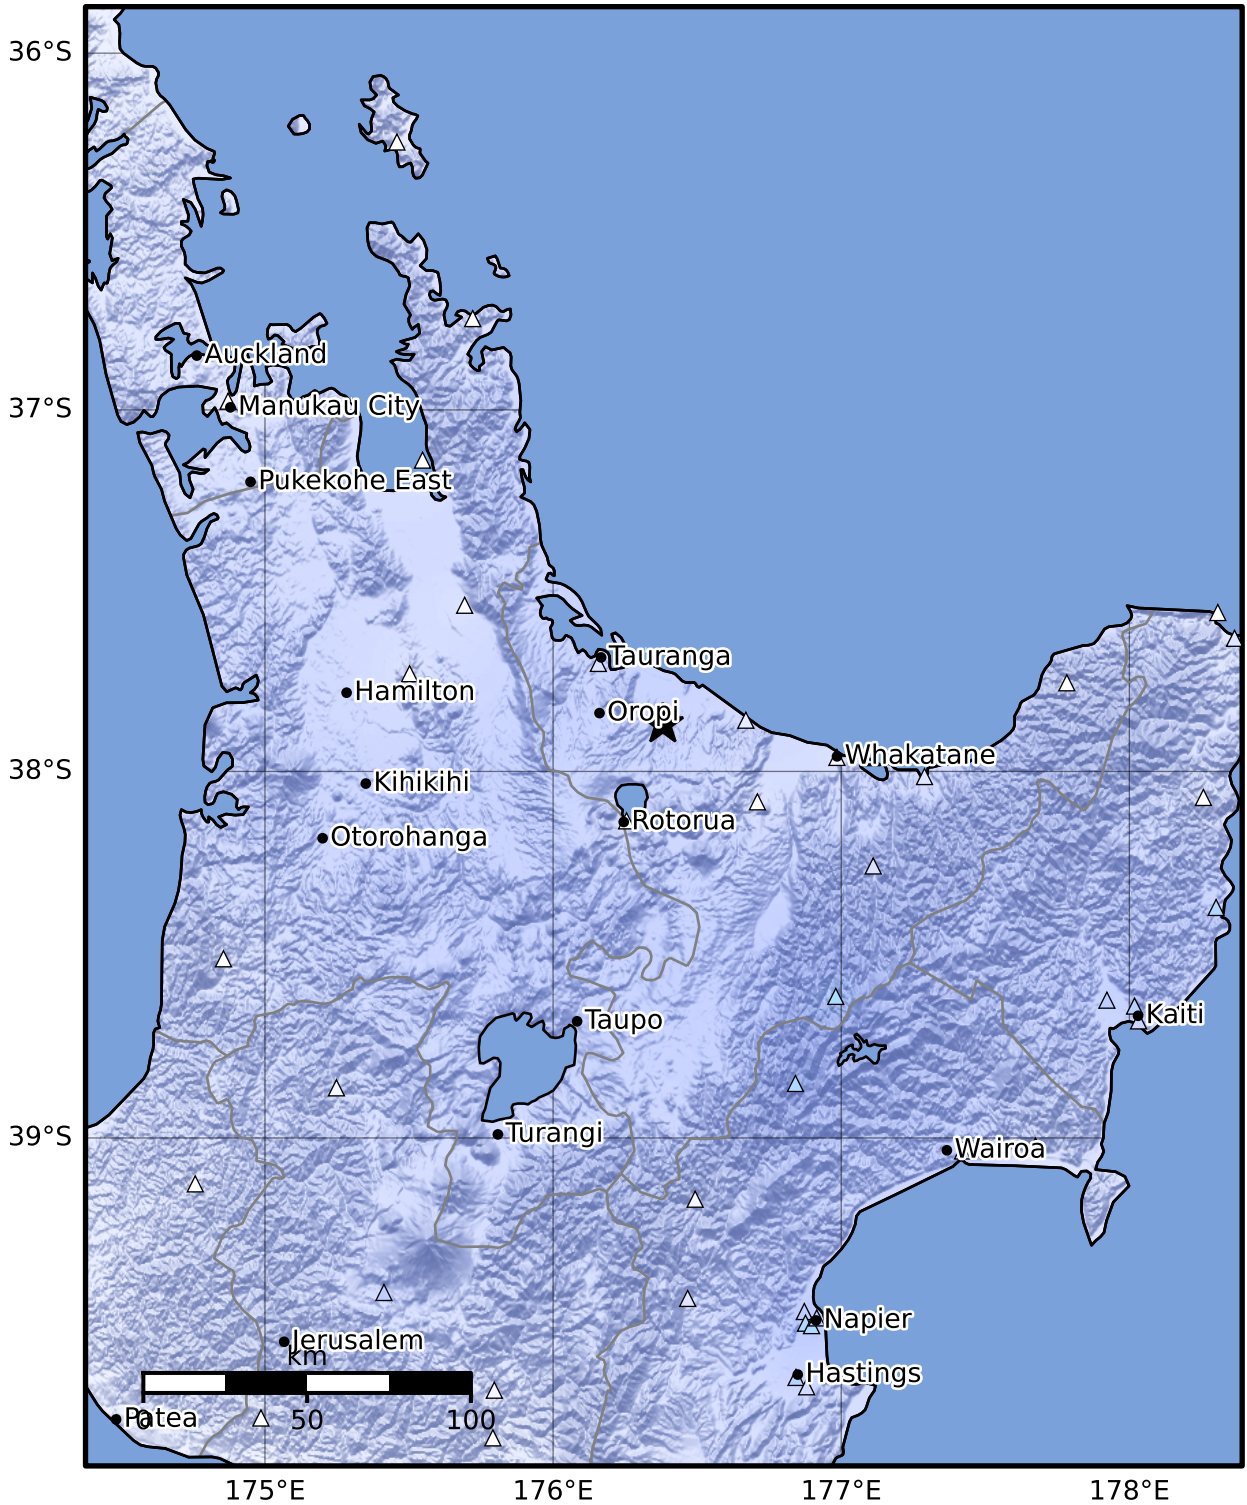 36°S
Auckland
37°S
Manukau City
Pukekohe East
Tauranga
Hamilton
Oropi
Whakatane
38°S
Kihikihi
Rotorua
Otorohanga
Kaiti
Taupo
39°S
Turangi
Wairoa
Napier
Jerusalem
km
Hastings
Patea
0 50 100
175°E 176°E 177°E 178°E